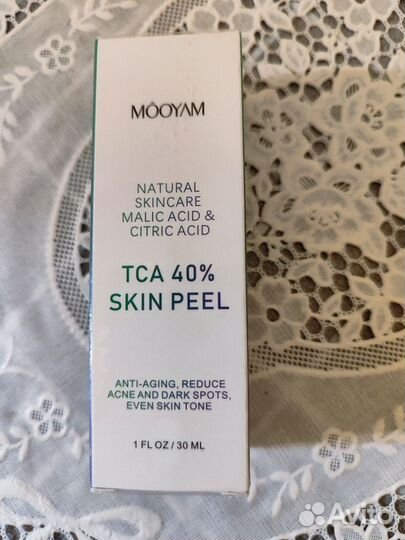 MÔOYAM
NATURAL
SKINCARE
MALIC ACID &
CITRIC ACID
TCA 40%
SKIN PEEL
ANTI-AGING, REDUCE
ACNE AND DARK SPOTS,
EVEN SKIN TONE
1 FL OZ / 30 ML
Avito